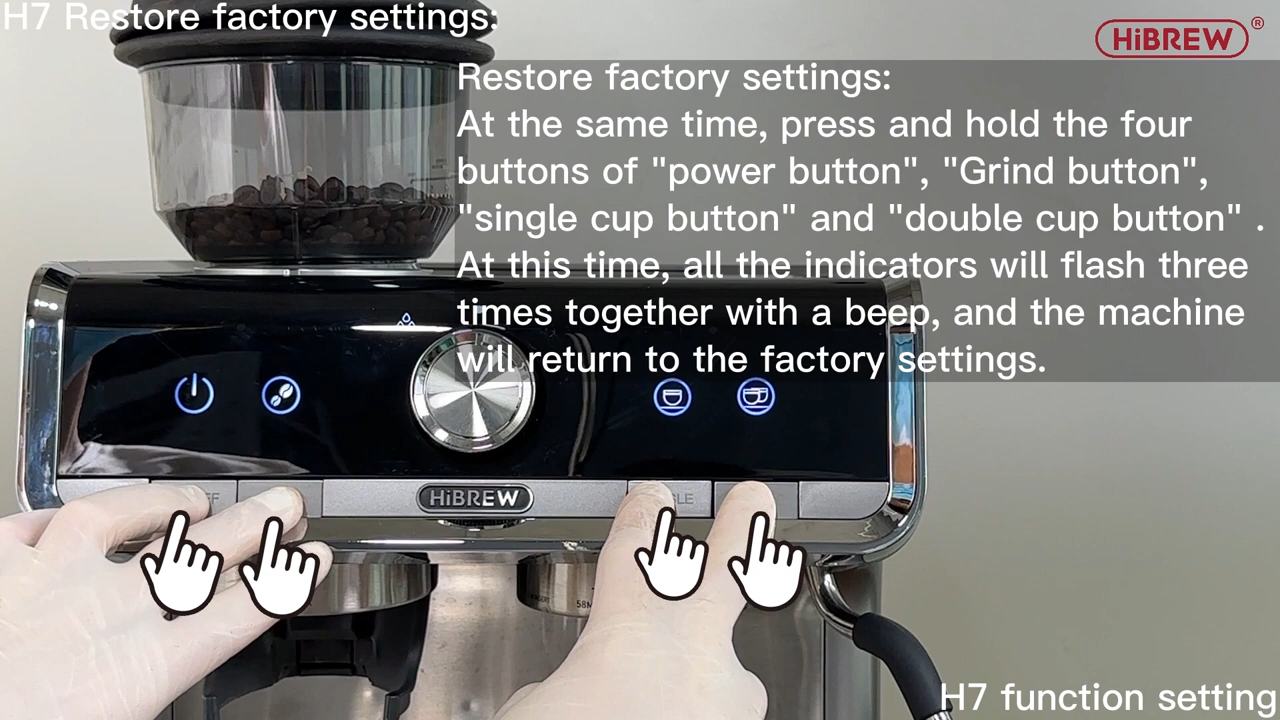 H7 Restore factory settings:
HiBREW®
Restore factory settings:
At the same time, press and hold the four
buttons of "power button", "Grind button",
"single cup button" and "double cup button" .
At this time, all the indicators will flash three
times together with a beep, and the machine
will return to the factory settings.
HiBREW
58M
H7 function setting